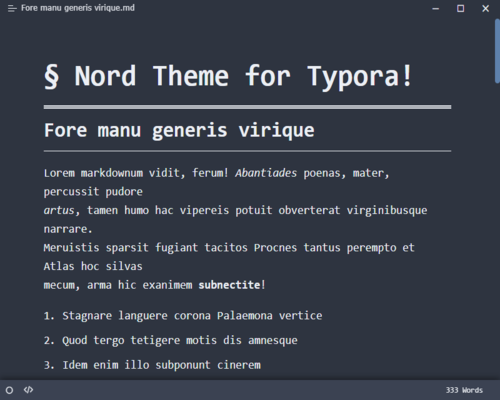 Fore manu generis virique.md
§ Nord Theme for Typora!
Fore manu generis virique
Lorem markdownum vidit, ferum! Abantiades poenas, mater,
percussit pudore
artus, tamen humo hac vipereis potuit obverterat virginibusque
narrare.
Meruistis sparsit fugiant tacitos Procnes tantus perempto et
Atlas hoc silvas
mecum, arma hic exanimem subnectite!
1. Stagnare languere corona Palaemona vertice
2. Quod tergo tetigere motis dis amnesque
3. Idem enim illo subponunt cinerem
</> 333 Words